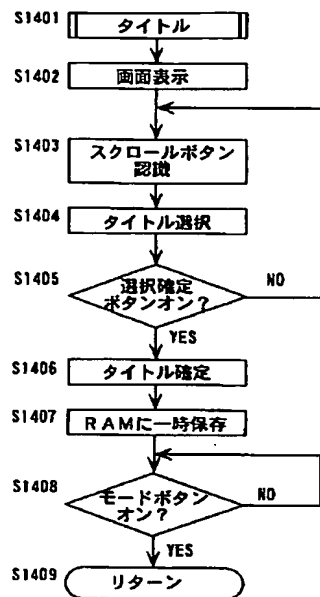 S1401
タイトル
S1402
画面表示
S1403
スクロールボタン
認識
S1404
タイトル選択
S1405
選択確定
ボタンオン？
NO
YES
S1406
タイトル確定
S1407
RAMに一時保存
S1408
モードボタン
オン？
NO
YES
S1409
リターン